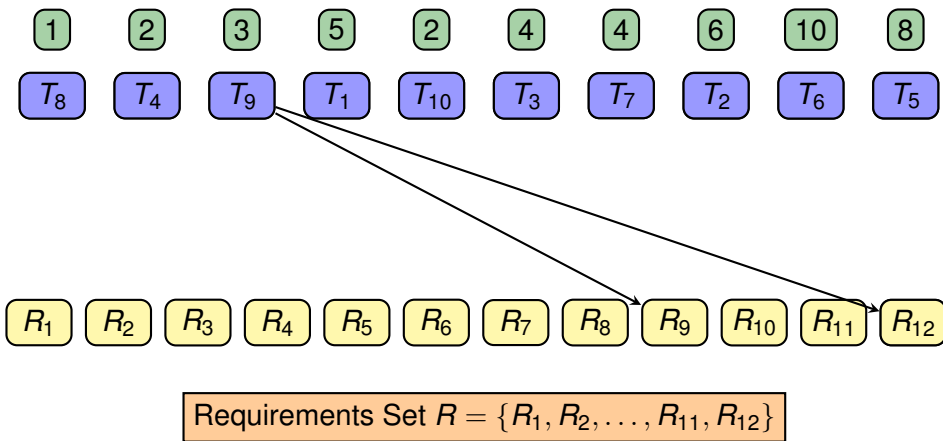 1 2 3 5 2 4 4 6 10 8
T₈ T₄ T₉ T₁ T₁₀ T₃ T₇ T₂ T₆ T₅
R₁ R₂ R₃ R₄ R₅ R₆ R₇ R₈ R₉ R₁₀ R₁₁ R₁₂
Requirements Set R = {R₁, R₂, . . . , R₁₁, R₁₂}